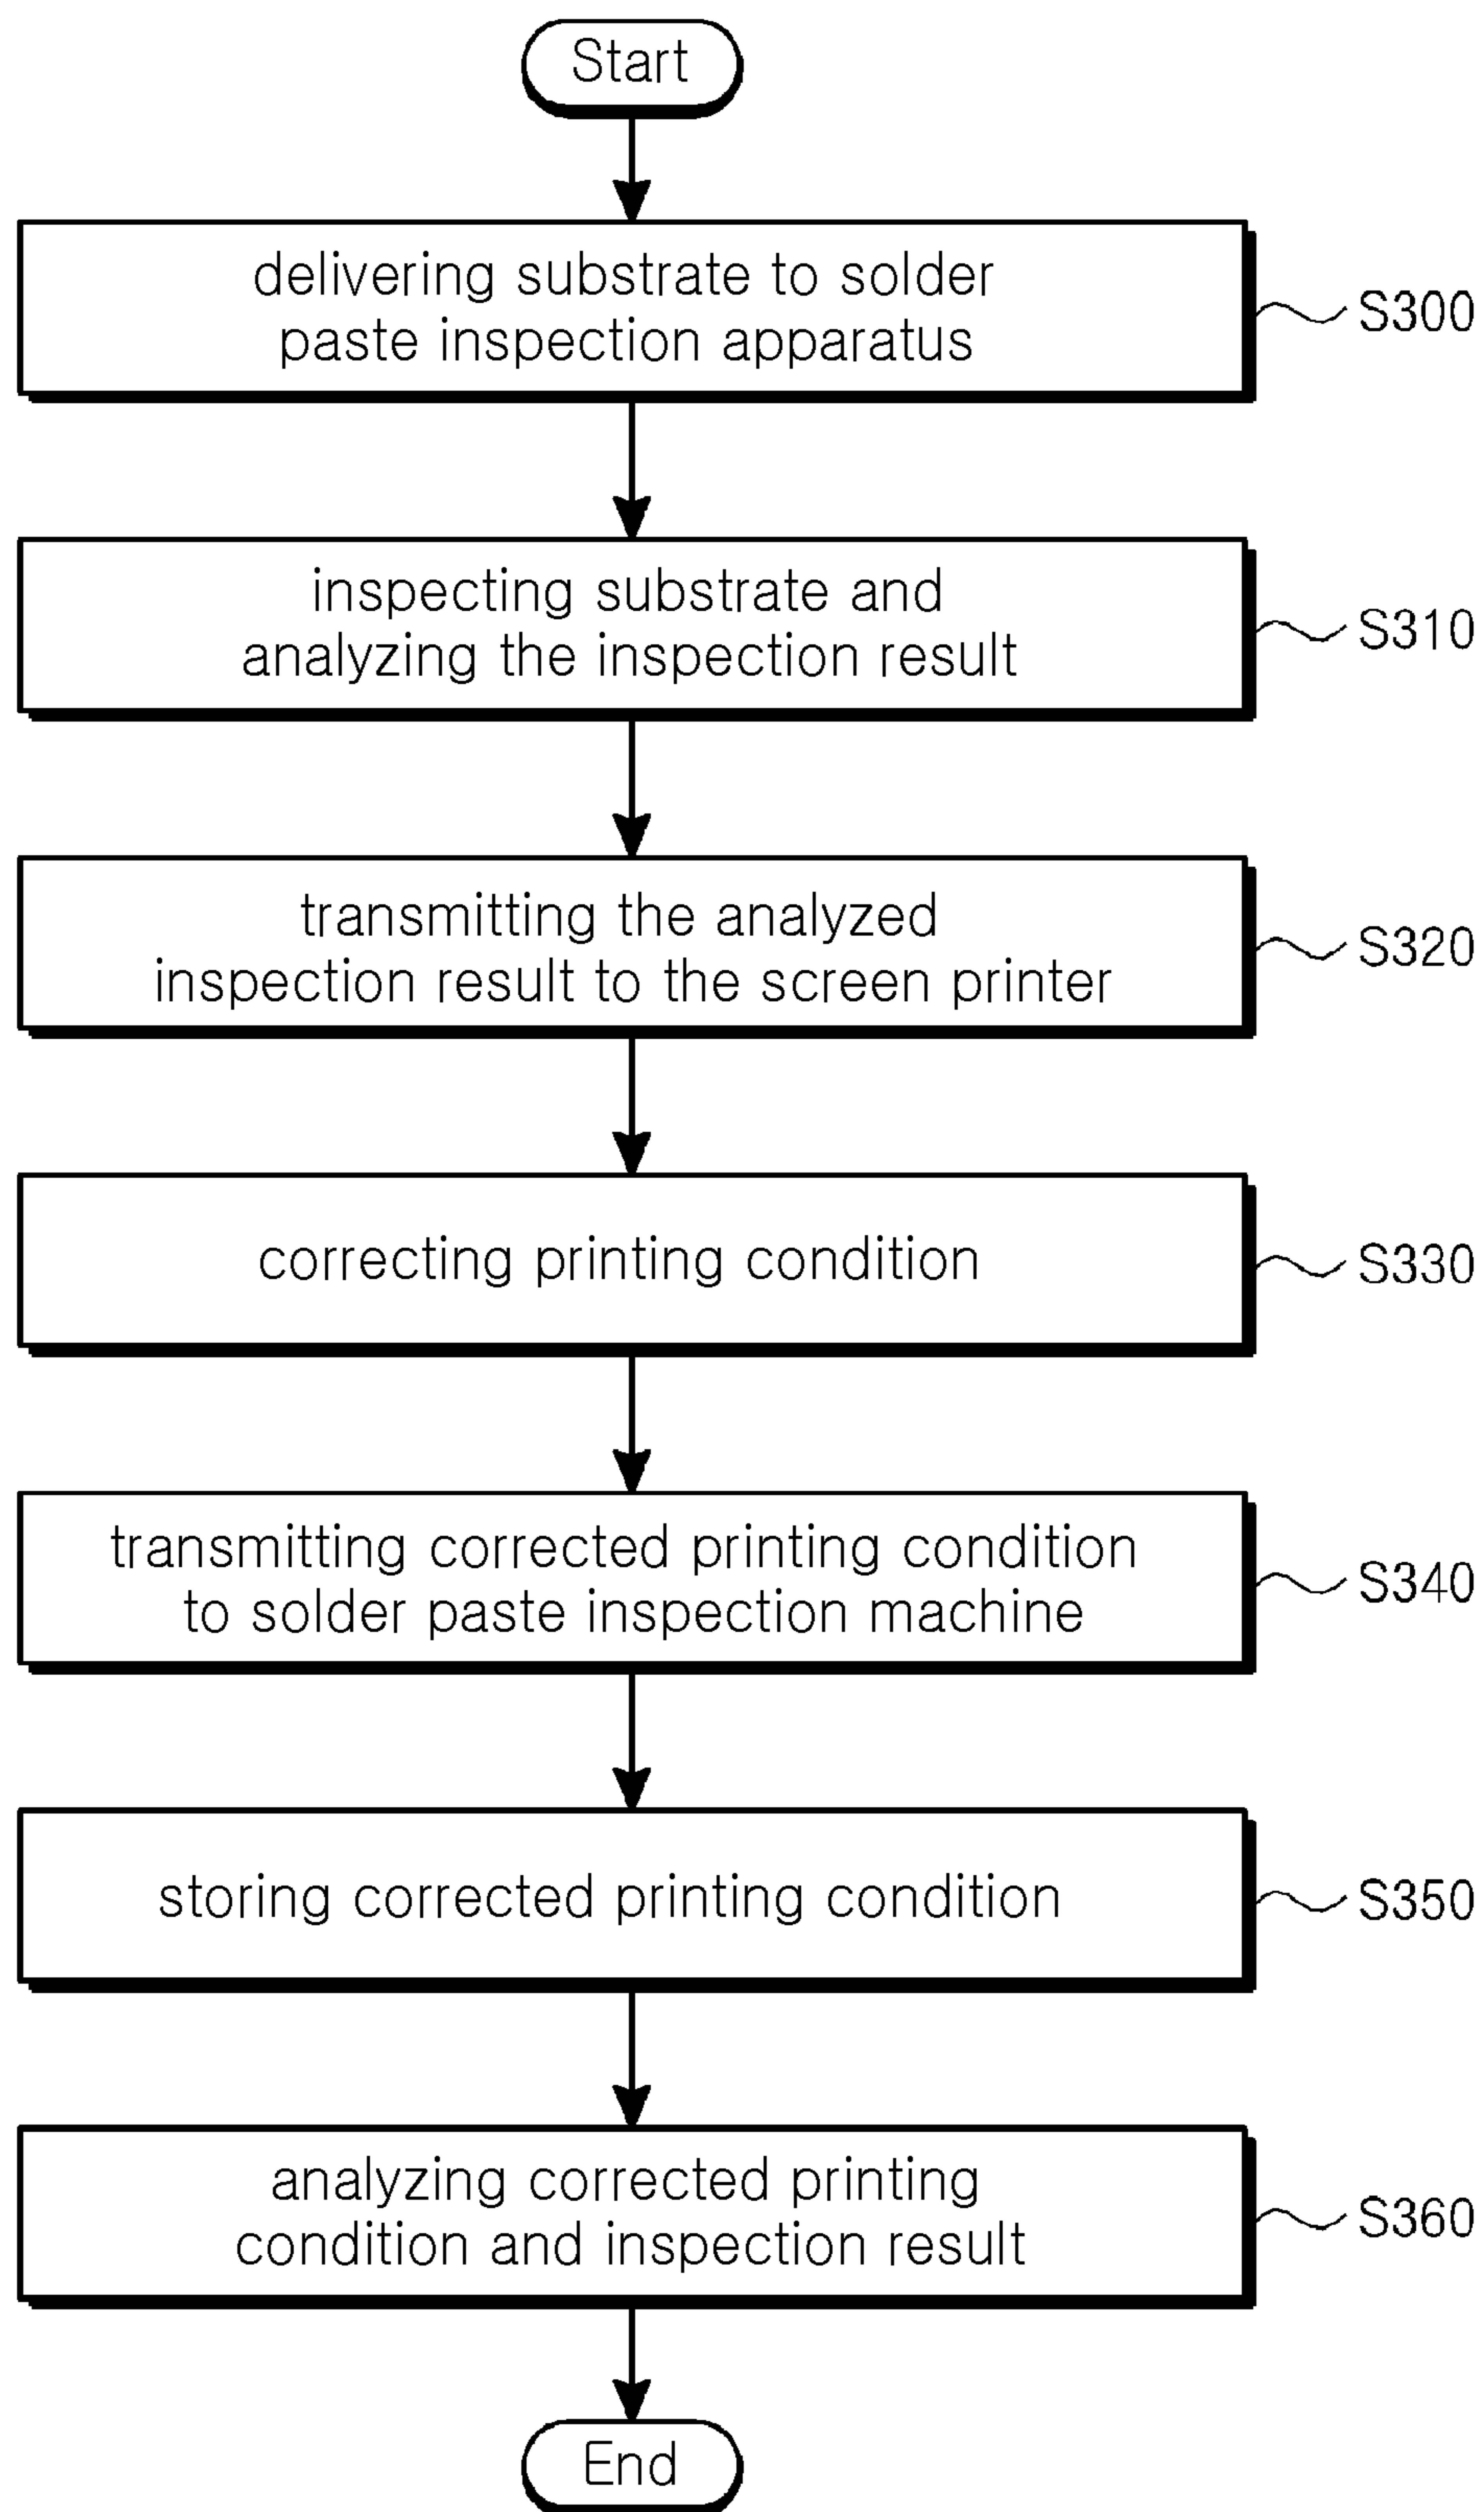 Start
delivering substrate to solder
paste inspection apparatus
S300
inspecting substrate and
analyzing the inspection result
S310
transmitting the analyzed
inspection result to the screen printer
S320
correcting printing condition
S330
transmitting corrected printing condition
to solder paste inspection machine
S340
storing corrected printing condition
S350
analyzing corrected printing
condition and inspection result
S360
End